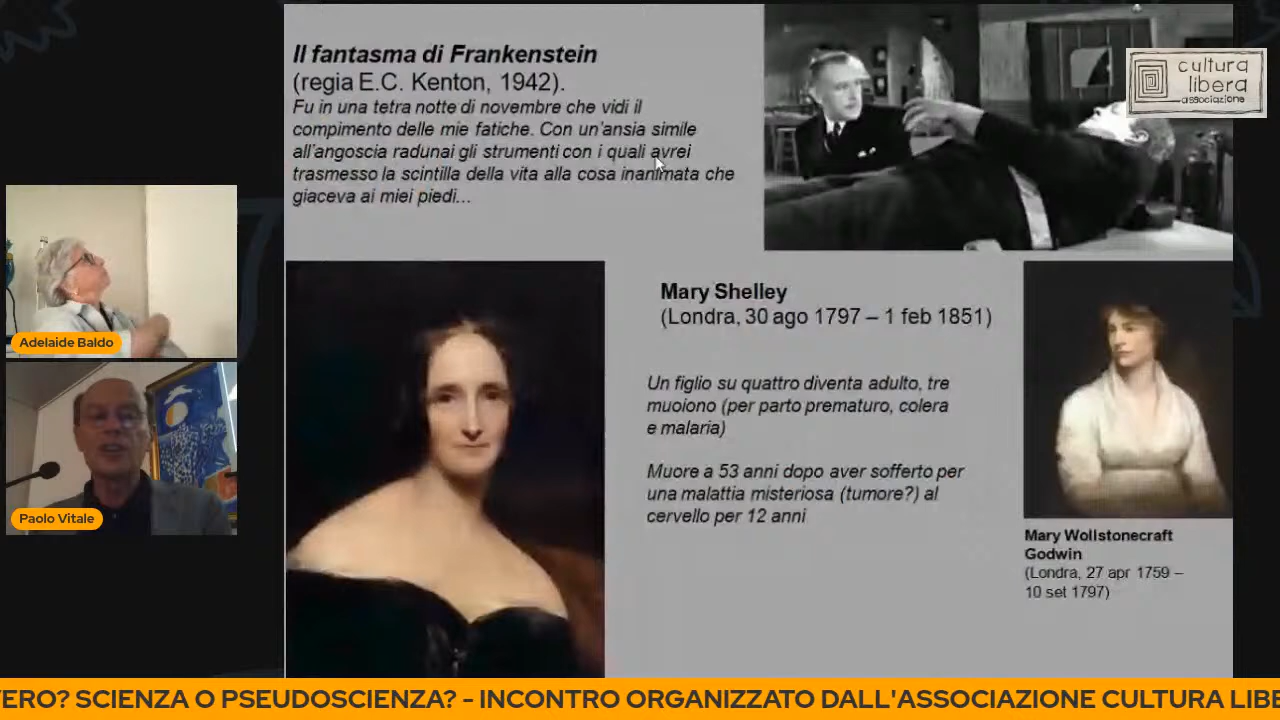 Il fantasma di Frankenstein
(regia E.C. Kenton, 1942).
Fu in una tetra notte di novembre che vidi il
compimento delle mie fatiche. Con un'ansia simile
all'angoscia radunai gli strumenti con i quali avrei
trasmesso la scintilla della vita alla cosa inanimata che
giaceva ai miei piedi...
cultura
libera
associazione
Adelaide Baldo
Paolo Vitale
Mary Shelley
(Londra, 30 ago 1797 – 1 feb 1851)
Un figlio su quattro diventa adulto, tre
muoiono (per parto prematuro, colera
e malaria)
Muore a 53 anni dopo aver sofferto per
una malattia misteriosa (tumore?) al
cervello per 12 anni
Mary Wollstonecraft
Godwin
(Londra, 27 apr 1759 –
10 set 1797)
VERO? SCIENZA O PSEUDOSCIENZA? - INCONTRO ORGANIZZATO DALL'ASSOCIAZIONE CULTURA LIBE